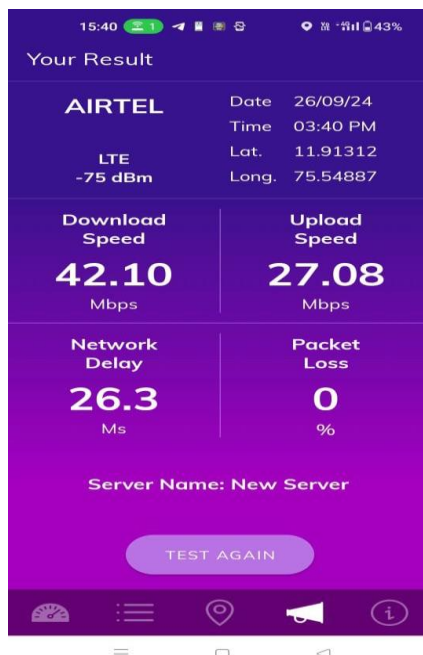 15:40 1 43%
Your Result
AIRTEL
LTE
-75 dBm
Date 26/09/24
Time 03:40 PM
Lat. 11.91312
Long. 75.54887
Download
Speed
42.10
Mbps
Upload
Speed
27.08
Mbps
Network
Delay
26.3
Ms
Packet
Loss
0
%
Server Name: New Server
TEST AGAIN